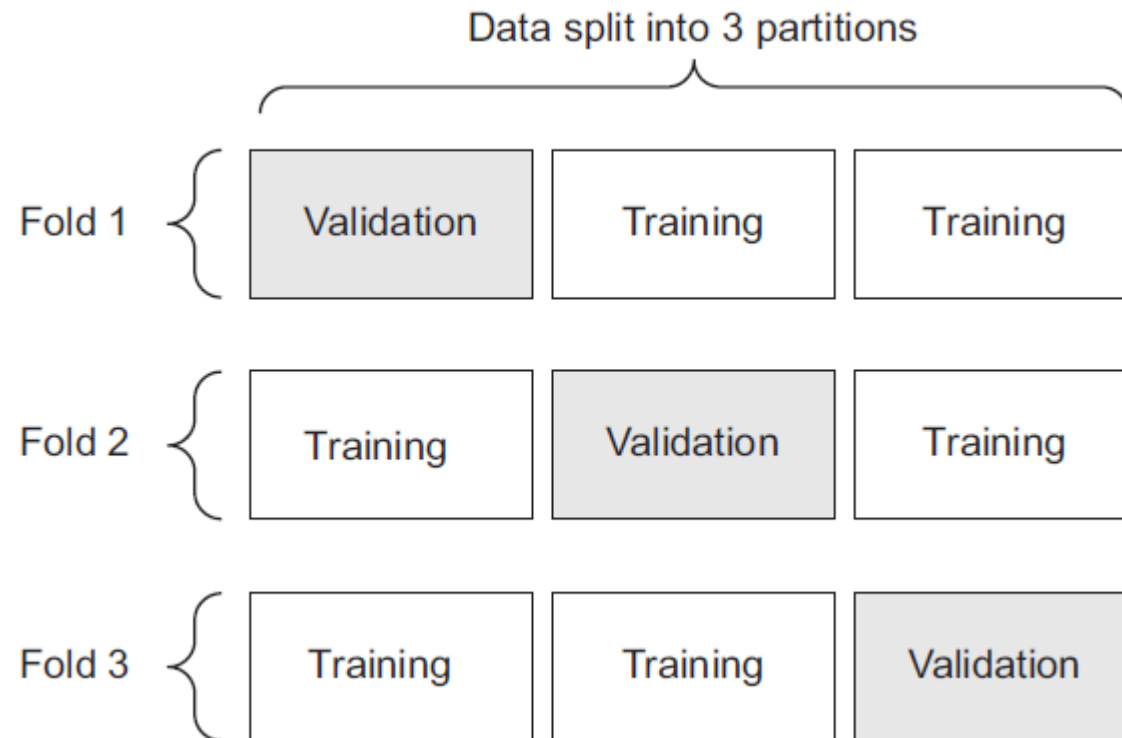 Data split into 3 partitions
Fold 1 Validation Training Training
Fold 2 Training Validation Training
Fold 3 Training Training Validation